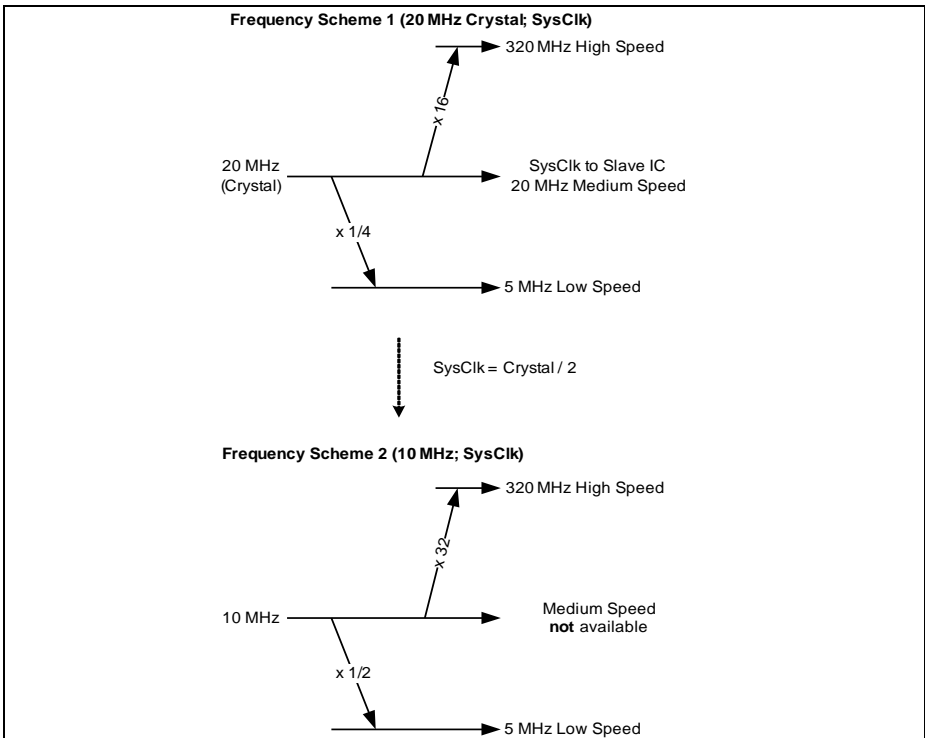 Frequency Scheme 1 (20 MHz Crystal; SysClk)
320 MHz High Speed
x 16
20 MHz
(Crystal)
SysClk to Slave IC
20 MHz Medium Speed
x 1/4
5 MHz Low Speed
SysClk = Crystal / 2
Frequency Scheme 2 (10 MHz; SysClk)
320 MHz High Speed
x 32
10 MHz
Medium Speed
not available
x 1/2
5 MHz Low Speed